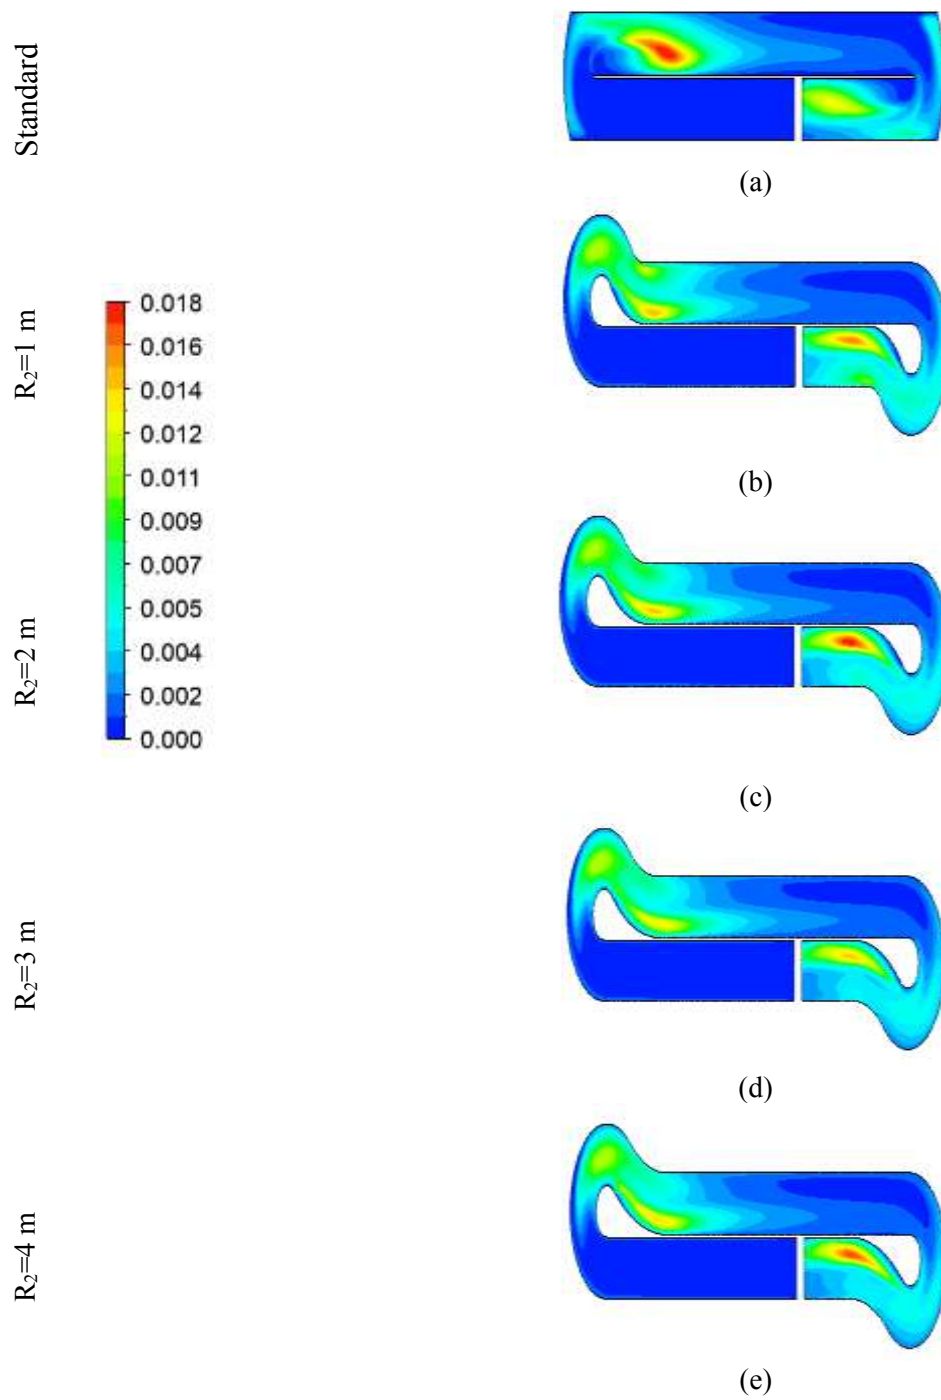 Standard
(a)
R₂=1 m
0.018
0.016
0.014
0.012
0.011
0.009
0.007
0.005
0.004
0.002
0.000
(b)
R₂=2 m
(c)
R₂=3 m
(d)
R₂=4 m
(e)